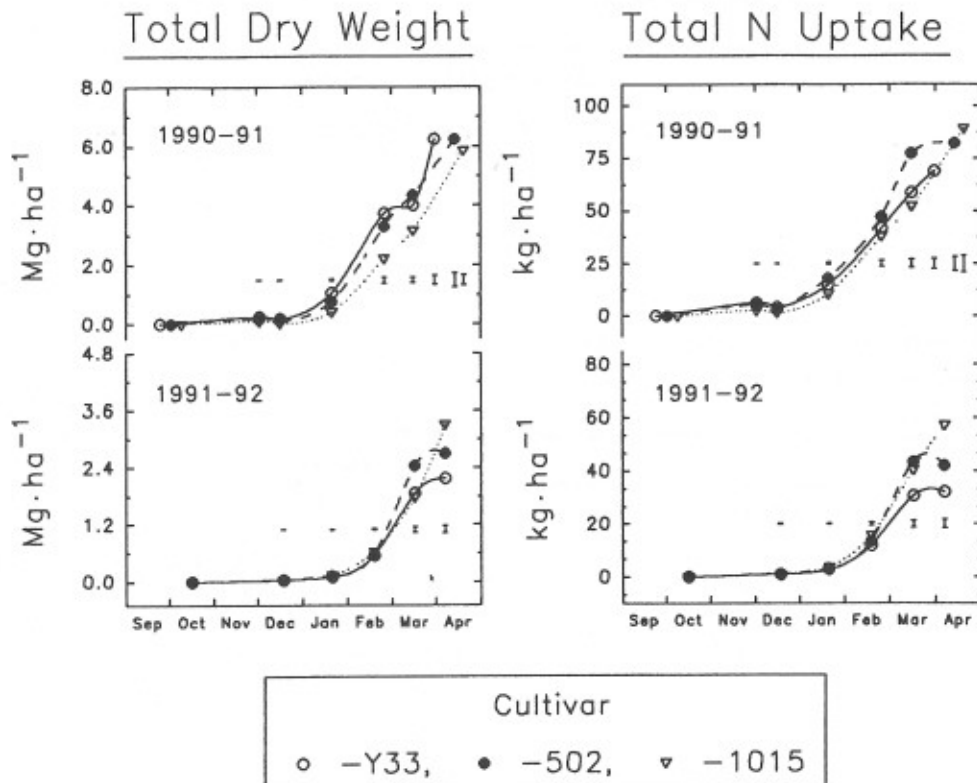 Total Dry Weight
Total N Uptake
8.0
6.0
4.0
2.0
0.0
Mg·ha⁻¹
1990–91
100
75
50
25
0
kg·ha⁻¹
1990–91
4.8
3.6
2.4
1.2
0.0
Mg·ha⁻¹
1991–92
80
60
40
20
0
kg·ha⁻¹
1991–92
Sep Oct Nov Dec Jan Feb Mar Apr
Sep Oct Nov Dec Jan Feb Mar Apr
Cultivar
–Y33, –502, –1015